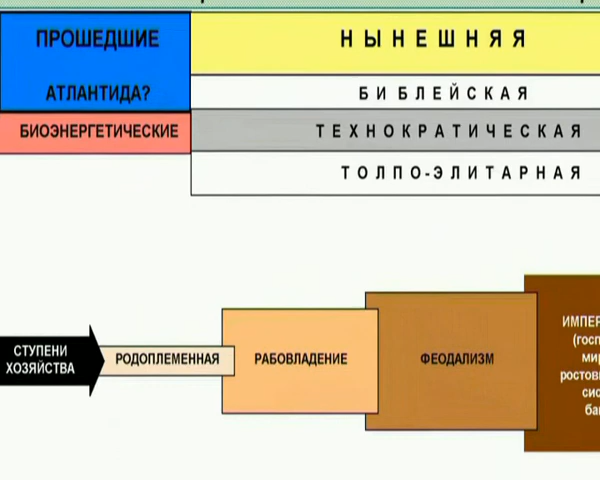 ПРОШЕДШИЕ
НЫНЕШНЯЯ
АТЛАНТИДА?
БИБЛЕЙСКАЯ
БИОЭНЕРГЕТИЧЕСКИЕ
ТЕХНОКРАТИЧЕСКАЯ
ТОЛПО-ЭЛИТАРНАЯ
СТУПЕНИ
ХОЗЯЙСТВА
РОДОПЛЕМЕННАЯ
РАБОВЛАДЕНИЕ
ФЕОДАЛИЗМ